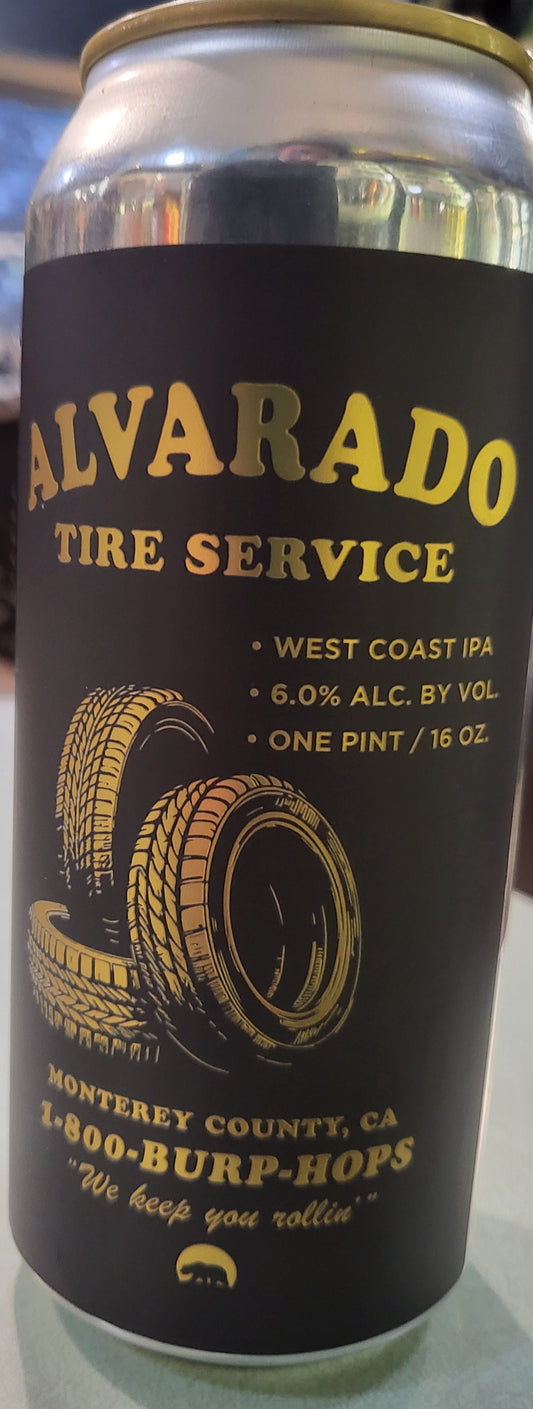 ALVARADO
TIRE SERVICE
• WEST COAST IPA
• 6.0% ALC. BY VOL.
• ONE PINT / 16 OZ.
MONTEREY COUNTY, CA
1-800-BURP-HOPS
"We keep you rollin'"